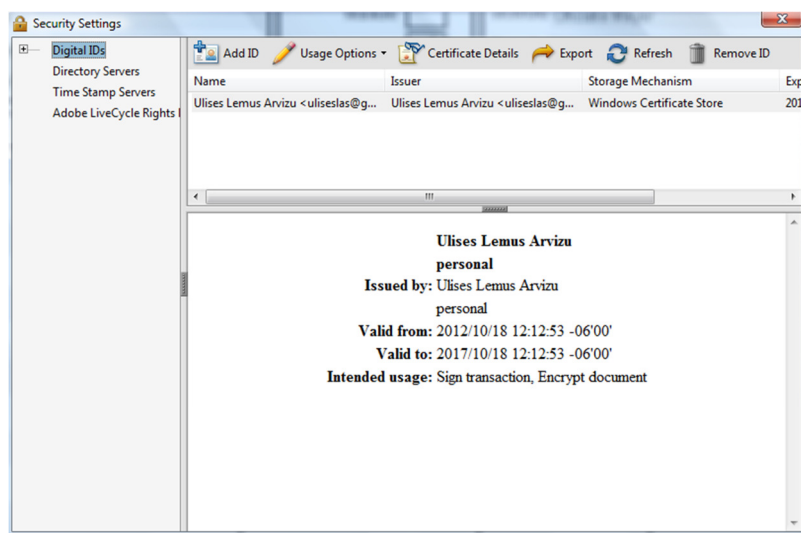 Security Settings
Digital IDs
Directory Servers
Time Stamp Servers
Adobe LiveCycle Rights
Add ID Usage Options Certificate Details Export Refresh Remove ID
Name Issuer Storage Mechanism Exp
Ulises Lemus Arvizu <uliseslas@g... Ulises Lemus Arvizu <uliseslas@g... Windows Certificate Store 201
Ulises Lemus Arvizu
personal
Issued by: Ulises Lemus Arvizu
personal
Valid from: 2012/10/18 12:12:53 -06'00'
Valid to: 2017/10/18 12:12:53 -06'00'
Intended usage: Sign transaction, Encrypt document